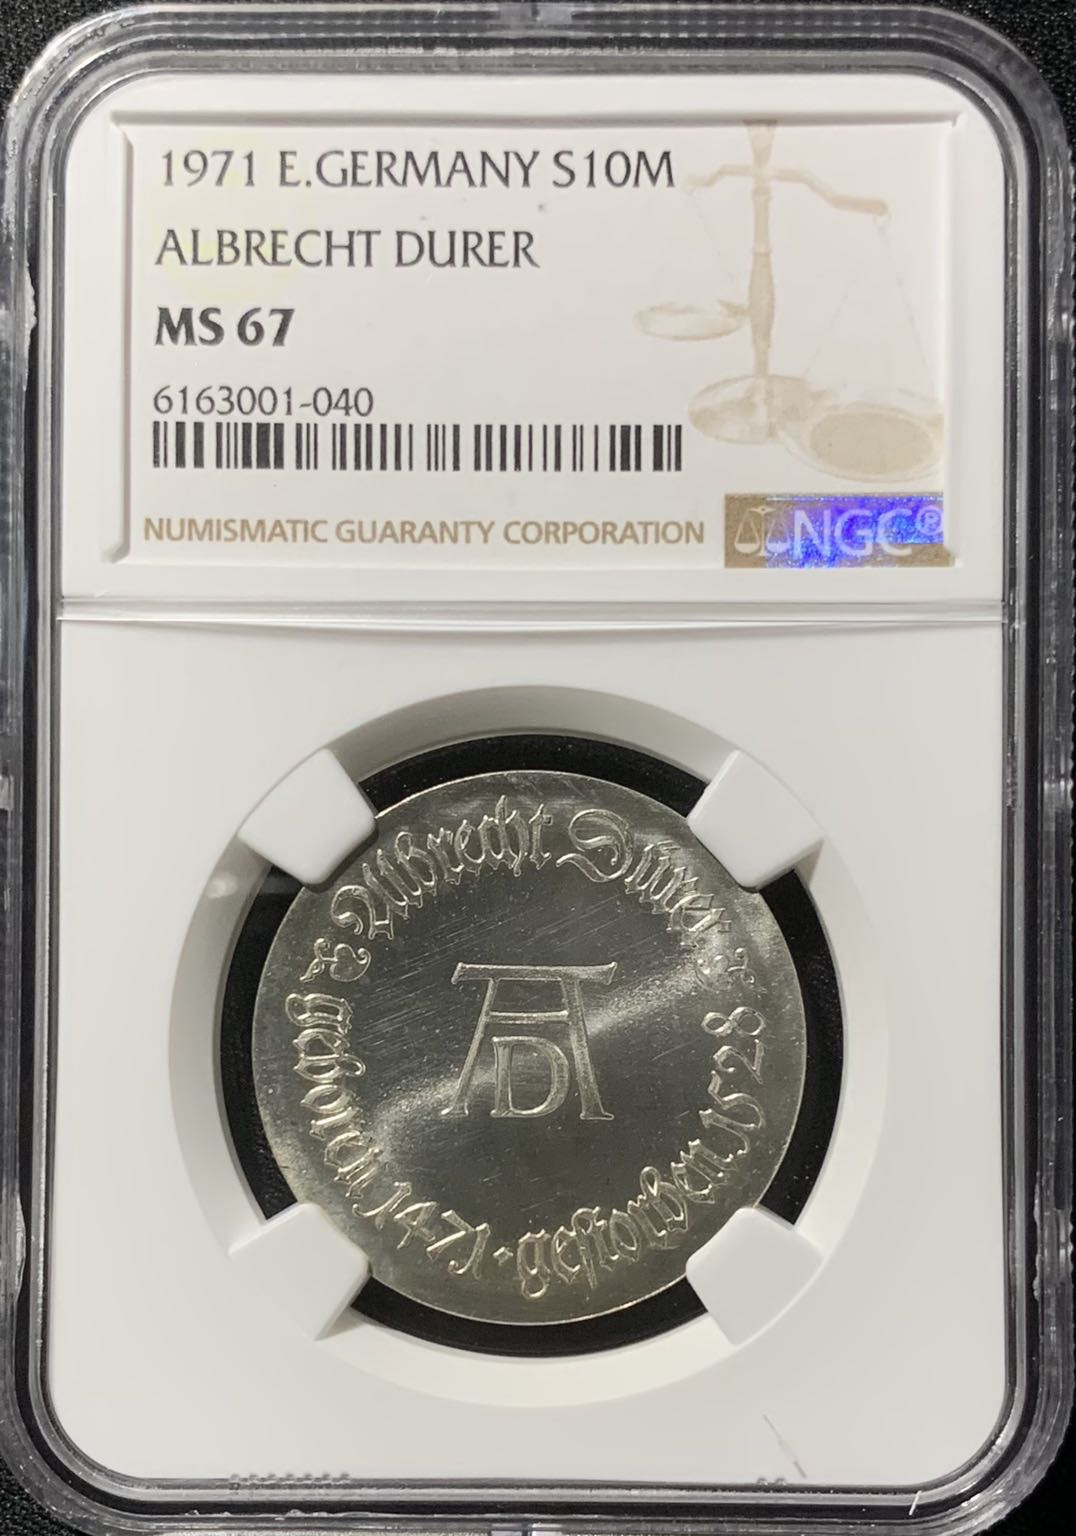 1971 E.GERMANY S10M
ALBRECHT DURER
MS 67
6163001-040
NUMISMATIC GUARANTY CORPORATION
NGC®
Albrecht Dürer
AD
geboren 1471 · gestorben 1528